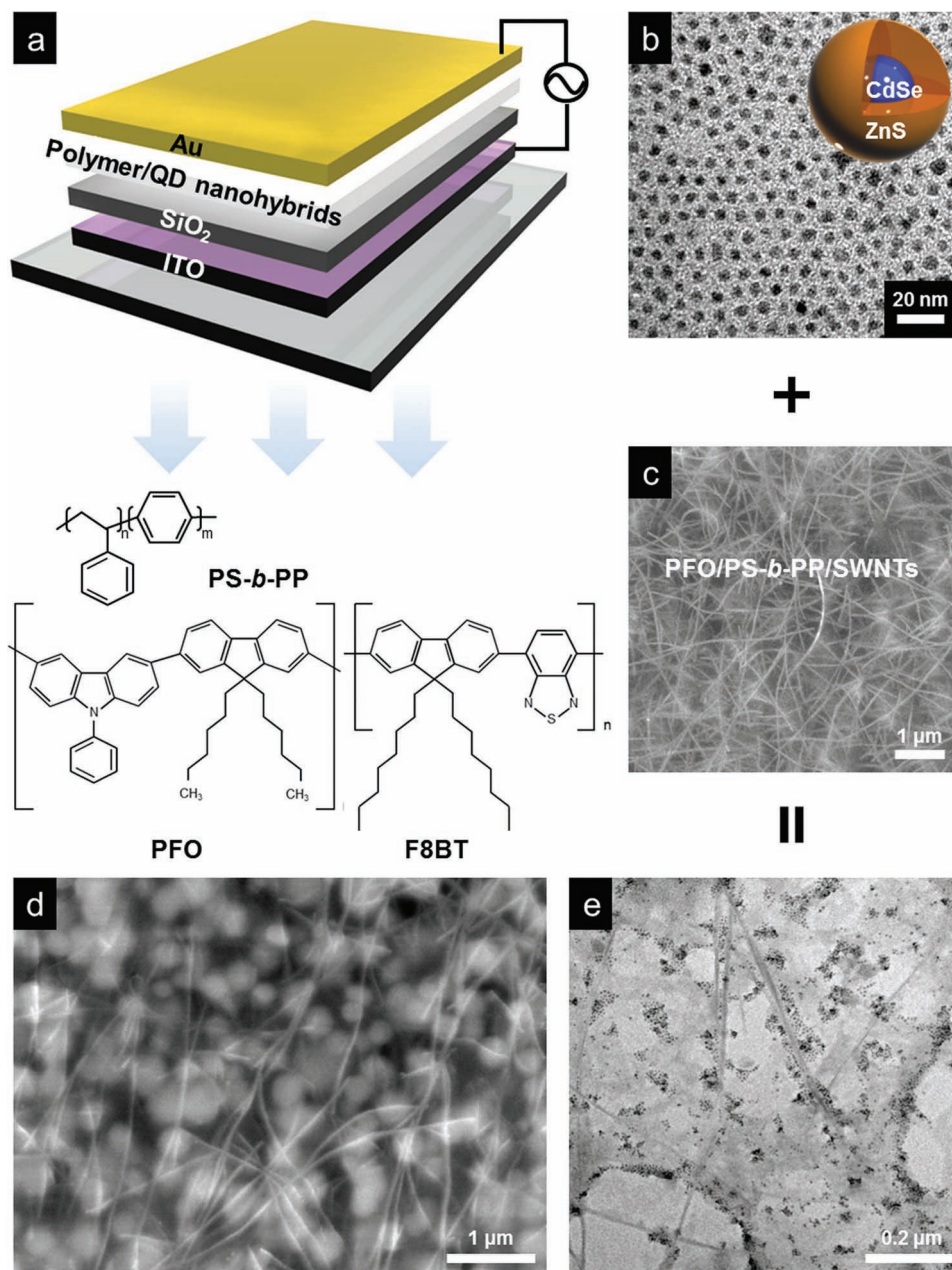 a
Au
Polymer/QD nanohybrids
SiO₂
ITO
b
CdSe
ZnS
20 nm
+
c
PFO/PS-b-PP/SWNTs
1 µm
=
n
m
PS-b-PP
N
CH₃
CH₃
PFO
N
S
N
n
F8BT
d
1 µm
e
0.2 µm